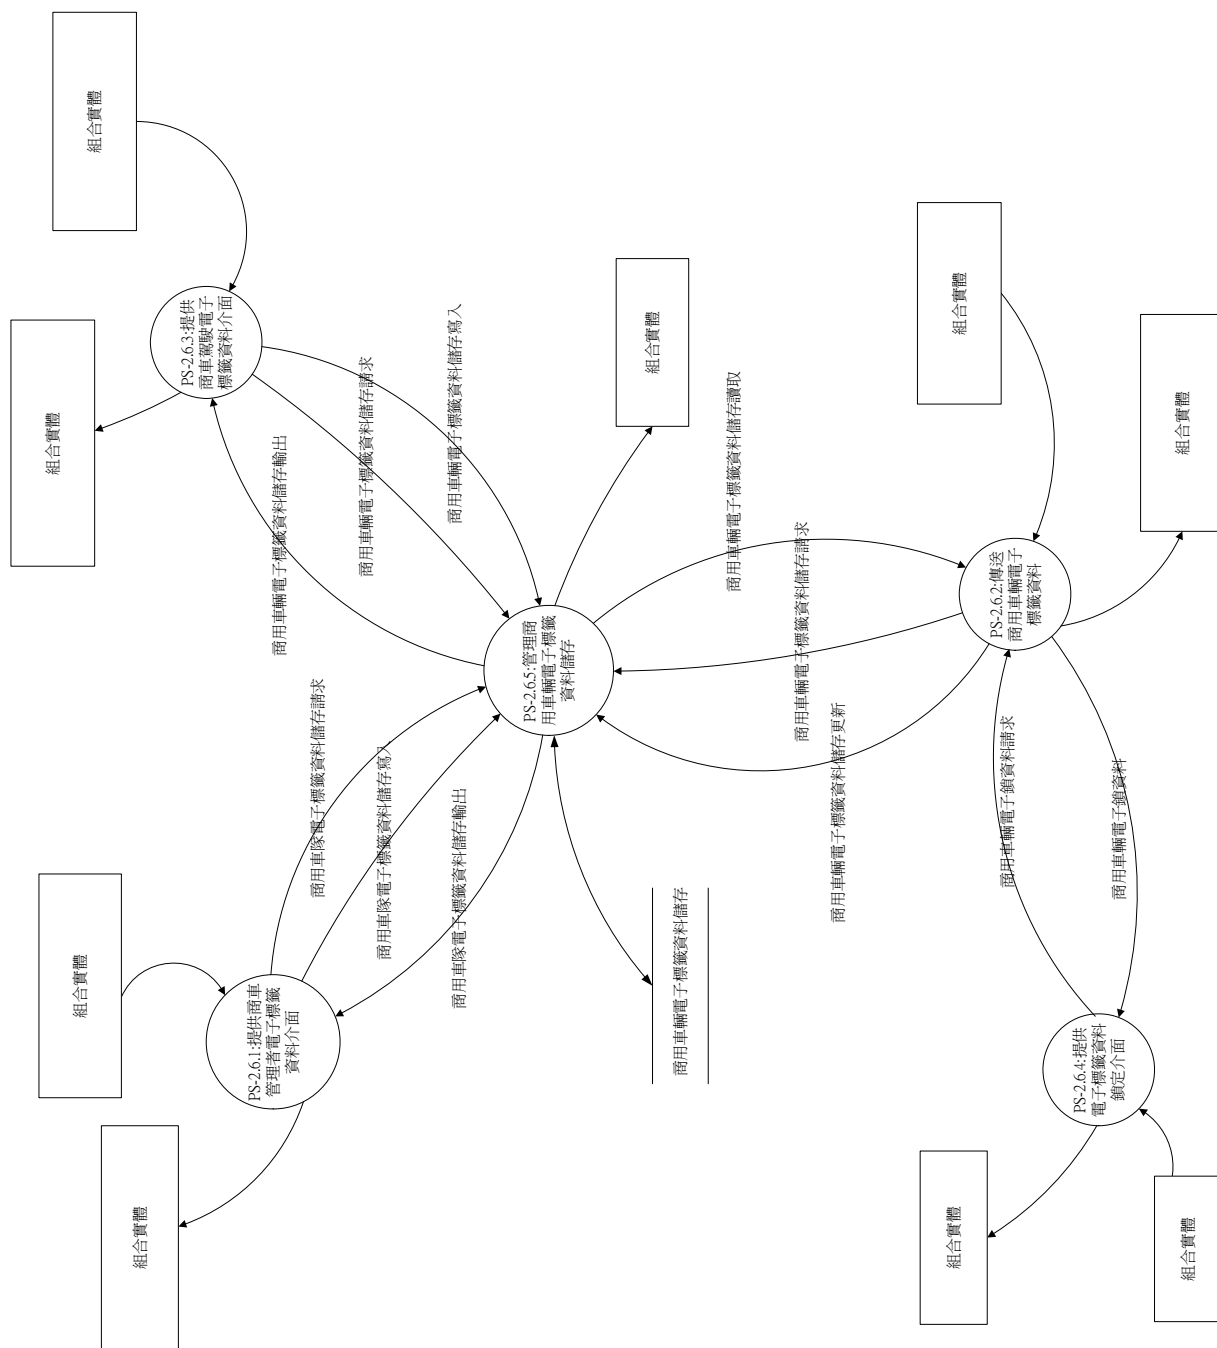 組合實體
組合實體
PS-2.6.3:提供
商車駕駛電子
標籤資料介面
商用車輛電子標籤資料儲存輸出
商用車輛電子標籤資料儲存請求
商用車輛電子標籤資料儲存寫入
組合實體
組合實體
組合實體
商用車輛電子標籤資料儲存讀取
商用車輛電子標籤資料儲存請求
商用車輛電子標籤資料儲存更新
PS-2.6.2:傳送
商用車輛電子
標籤資料
PS-2.6.5:管理商
用車輛電子標籤
資料儲存
商用車隊電子標籤資料儲存請求
商用車隊電子標籤資料儲存寫入
商用車隊電子標籤資料儲存輸出
商用車輛電子鎖資料請求
商用車輛電子鎖資料
組合實體
PS-2.6.1:提供商車
管理者電子標籤
資料介面
組合實體
商用車輛電子標籤資料儲存
PS-2.6.4:提供
電子標籤資料
鎖定介面
組合實體
組合實體